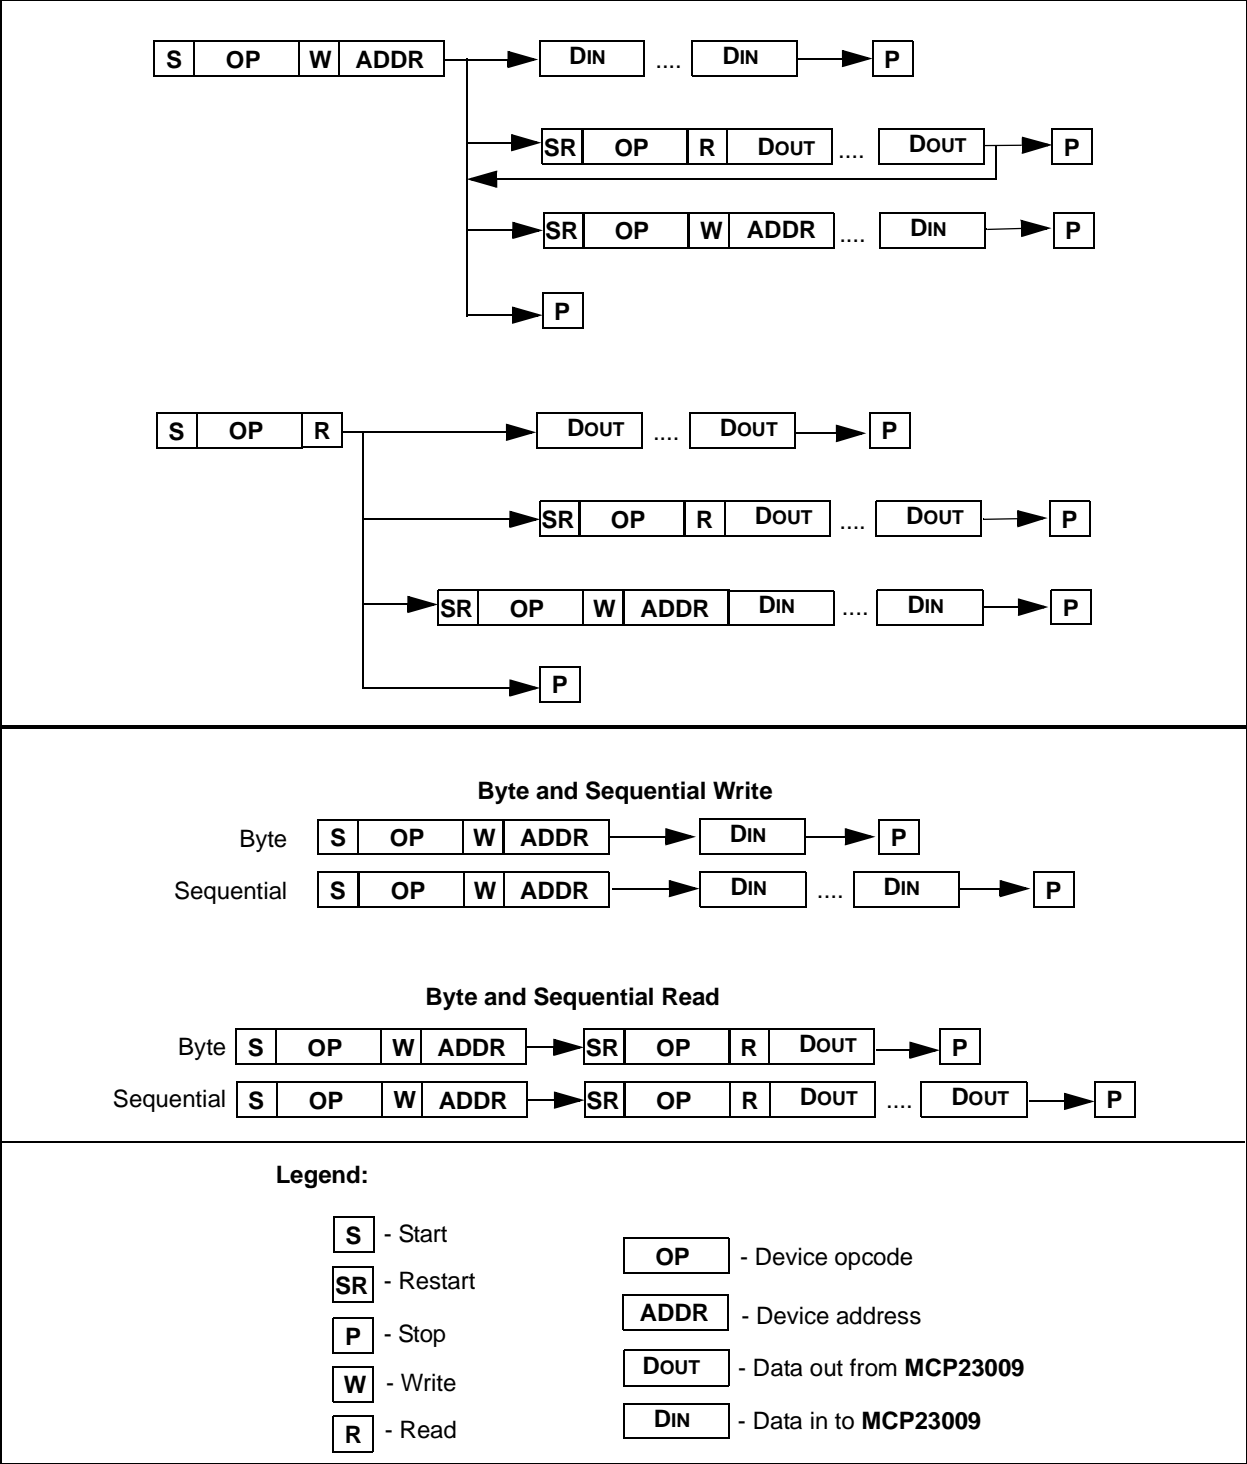 S OP W ADDR DIN .... DIN P
SR OP R DOUT .... DOUT P
SR OP W ADDR .... DIN P
P
S OP R DOUT .... DOUT P
SR OP R DOUT .... DOUT P
SR OP W ADDR DIN .... DIN P
P
Byte and Sequential Write
Byte S OP W ADDR DIN P
Sequential S OP W ADDR DIN .... DIN P
Byte and Sequential Read
Byte S OP W ADDR SR OP R DOUT P
Sequential S OP W ADDR SR OP R DOUT .... DOUT P
Legend:
S - Start
SR - Restart
P - Stop
W - Write
R - Read
OP - Device opcode
ADDR - Device address
DOUT - Data out from MCP23009
DIN - Data in to MCP23009